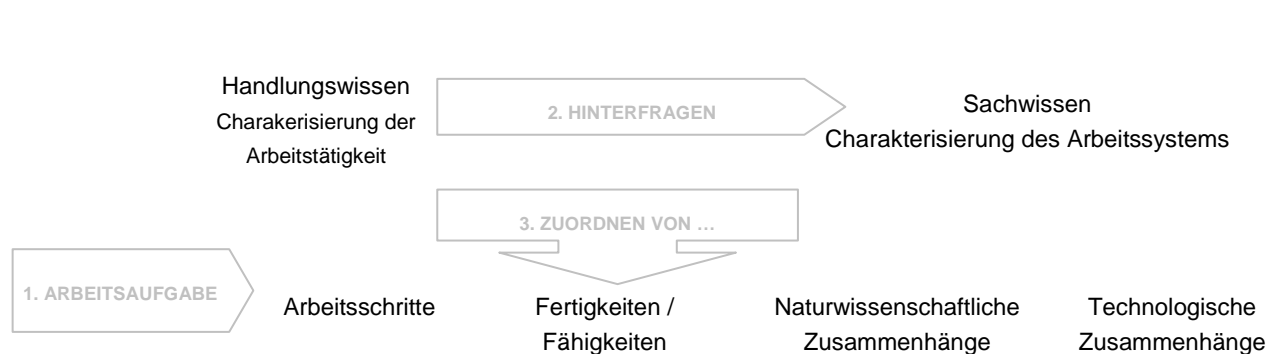 Handlungswissen
Charakerisierung der
Arbeitstätigkeit
2. HINTERFRAGEN
Sachwissen
Charakterisierung des Arbeitssystems
3. ZUORDNEN VON …
1. ARBEITSAUFGABE
Arbeitsschritte
Fertigkeiten /
Fähigkeiten
Naturwissenschaftliche
Zusammenhänge
Technologische
Zusammenhänge